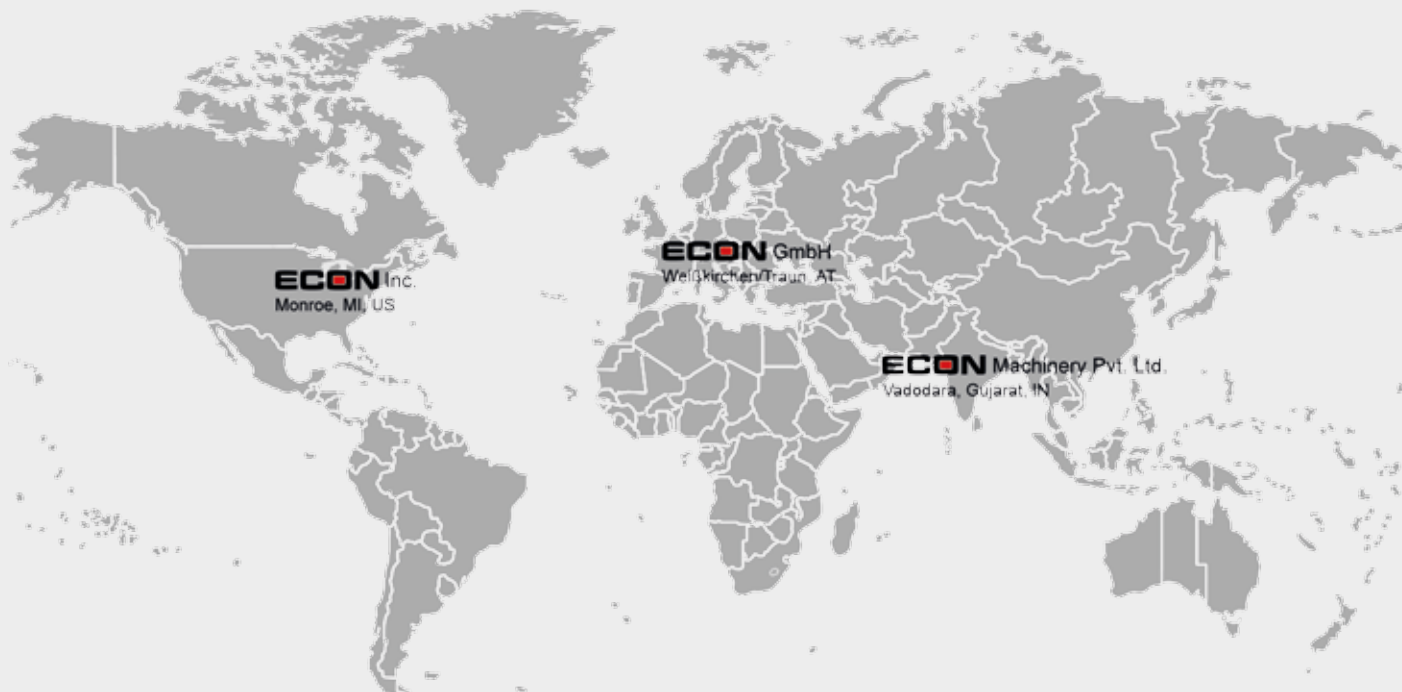 ECON GmbH
Weißkirchen/Traun, AT
ECON Inc.
Monroe, MI, US
ECON Machinery Pvt. Ltd.
Vadodara, Gujarat, IN